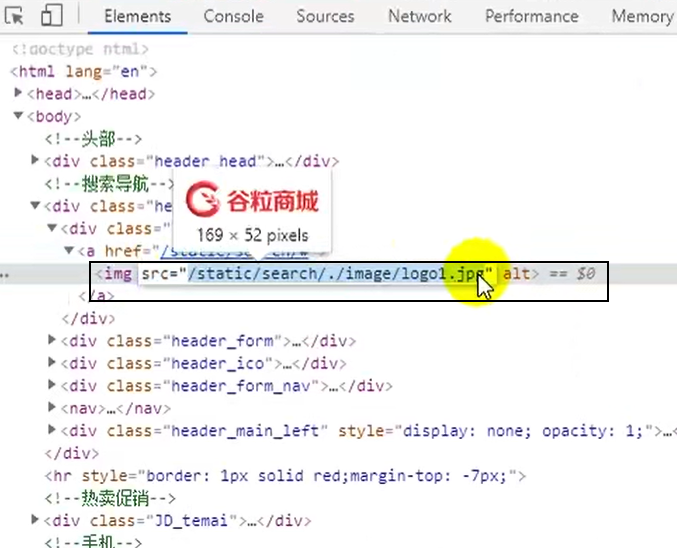 Elements Console Sources Network Performance Memory
<!doctype html>
<html lang="en">
<head>…</head>
<body>
<!--头部-->
<div class="header_head">…</div>
<!--搜索导航-->
<div class="he
谷粒商城
<div class="
169 × 52 pixels
<a href="/static/search/#"
<img src="/static/search/./image/logo1.jpg" alt> == $0
</a>
</div>
<div class="header_form">…</div>
<div class="header_ico">…</div>
<div class="header_form_nav">…</div>
<nav>…</nav>
<div class="header_main_left" style="display: none; opacity: 1;">…
</div>
<hr style="border: 1px solid red;margin-top: -7px;">
<!--热卖促销-->
<div class="JD_temai">…</div>
<!--手机-->